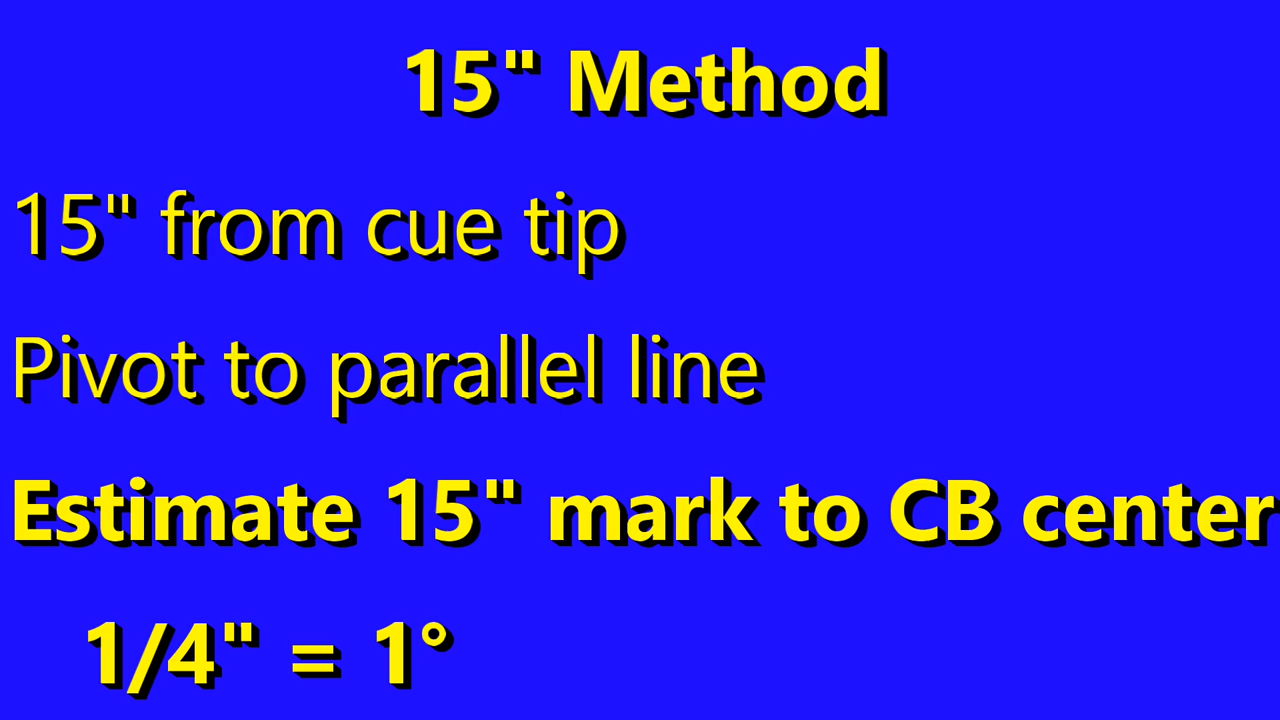 15" Method
15" from cue tip
Pivot to parallel line
Estimate 15" mark to CB center
1/4" = 1°